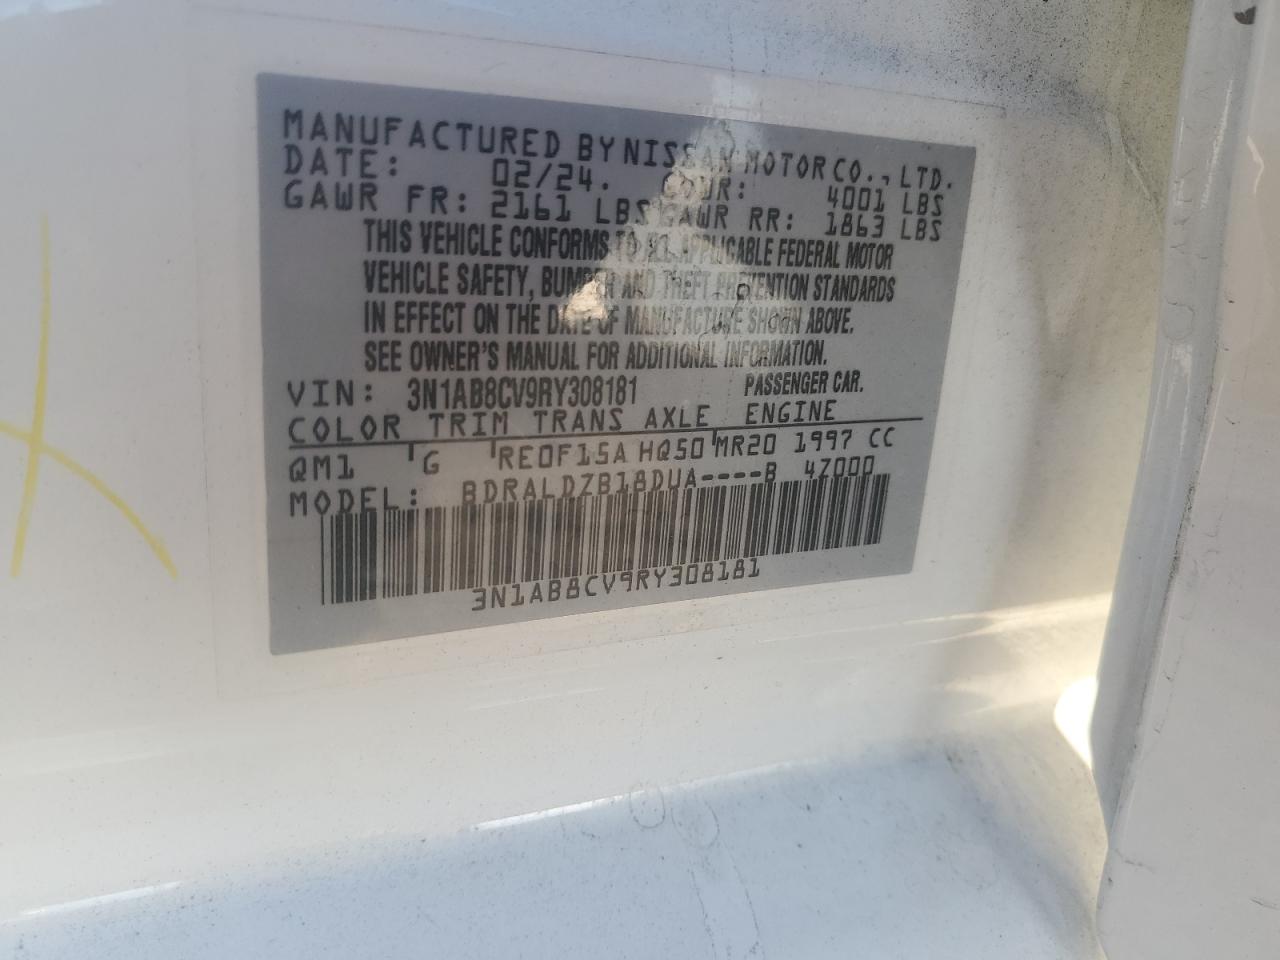 MANUFACTURED BY NISSAN MOTOR CO., LTD.
DATE: 02/24. GVWR: 4001 LBS
GAWR FR: 2161 LBS GAWR RR: 1863 LBS
THIS VEHICLE CONFORMS TO ALL APPLICABLE FEDERAL MOTOR
VEHICLE SAFETY, BUMPER AND THEFT PREVENTION STANDARDS
IN EFFECT ON THE DATE OF MANUFACTURE SHOWN ABOVE.
SEE OWNER'S MANUAL FOR ADDITIONAL INFORMATION.
VIN: 3N1AB8CV9RY308181 PASSENGER CAR.
COLOR TRIM TRANS AXLE ENGINE
QM1 G RE0F15A HQ50 MR20 1997 CC
MODEL: BDRALDZB18DUA----B 4Z000
3N1AB8CV9RY308181